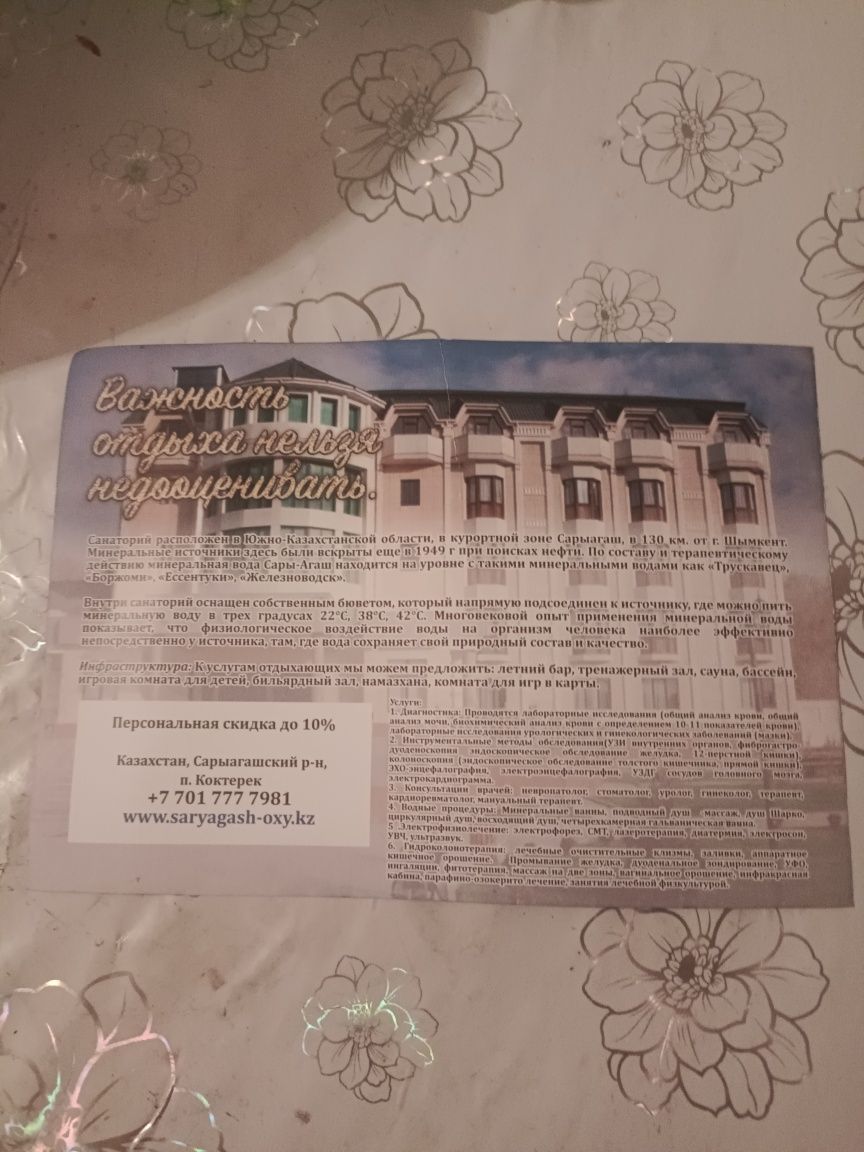 Важность
отдыха нельзя
недооценивать.
Санаторий расположен в Южно-Казахстанской области, в курортной зоне Сарыагаш, в 130 км. от г. Шымкент.
Минеральные источники здесь были вскрыты еще в 1949 г при поисках нефти. По составу и терапевтическому
действию минеральная вода Сары-Агаш находится на уровне с такими минеральными водами как «Трускавец»,
«Боржоми», «Ессентуки», «Железноводск».
Внутри санаторий оснащен собственным бюветом, который напрямую подсоединен к источнику, где можно пить
минеральную воду в трех градусах 22°С, 38°С, 42°С. Многовековой опыт применения минеральной воды
показывает, что физиологическое воздействие воды на организм человека наиболее эффективно
непосредственно у источника, там, где вода сохраняет свой природный состав и качество.
Инфраструктура: К услугам отдыхающих мы можем предложить: летний бар, тренажерный зал, сауна, бассейн,
игровая комната для детей, бильярдный зал, намазхана, комната для игр в карты.
Персональная скидка до 10%
Казахстан, Сарыагашский р-н,
п. Коктерек
+7 701 777 7981
www.saryagash-oxy.kz
Услуги:
1. Диагностика: Проводятся лабораторные исследования (общий анализ крови, общий
анализ мочи, биохимический анализ крови с определением 10-11 показателей крови),
лабораторные исследования урологических и гинекологических заболеваний (мазки).
2. Инструментальные методы обследования(УЗИ внутренних органов, фиброгастро-
дуоденоскопия эндоскопическое обследование желудка, 12-перстной кишки),
колоноскопия (эндоскопическое обследование толстого кишечника, прямой кишки),
ЭХО-энцефалография, электроэнцефалография, УЗДГ сосудов головного мозга,
электрокардиограмма.
3. Консультации врачей: невропатолог, стоматолог, уролог, гинеколог, терапевт,
кардиоревматолог, мануальный терапевт.
4. Водные процедуры: Минеральные ванны, подводный душ - массаж, душ Шарко,
циркулярный душ, восходящий душ, четырехкамерная гальваническая ванна.
5 .Электрофизиолечение: электрофорез, СМТ, лазеротерапия, диатермия, электросон,
УВЧ, ультразвук.
6. Гидроколонотерапия: лечебные очистительные клизмы, заливки, аппаратное
кишечное орошение. Промывание желудка, дуоденальное зондирование, УФО,
ингаляции, фитотерапия, массаж на две зоны, вагинальное орошение, инфракрасная
кабина, парафино-озокерито лечение, занятия лечебной физкультурой.